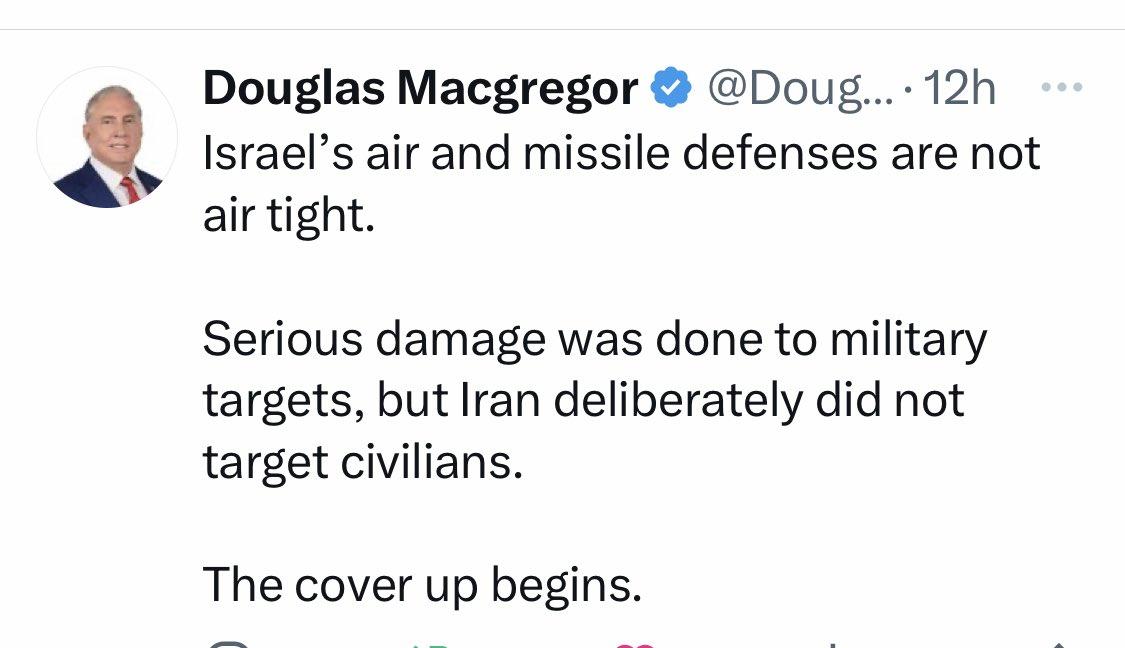 Douglas Macgregor @Doug... · 12h
Israel’s air and missile defenses are not
air tight.
Serious damage was done to military
targets, but Iran deliberately did not
target civilians.
The cover up begins.